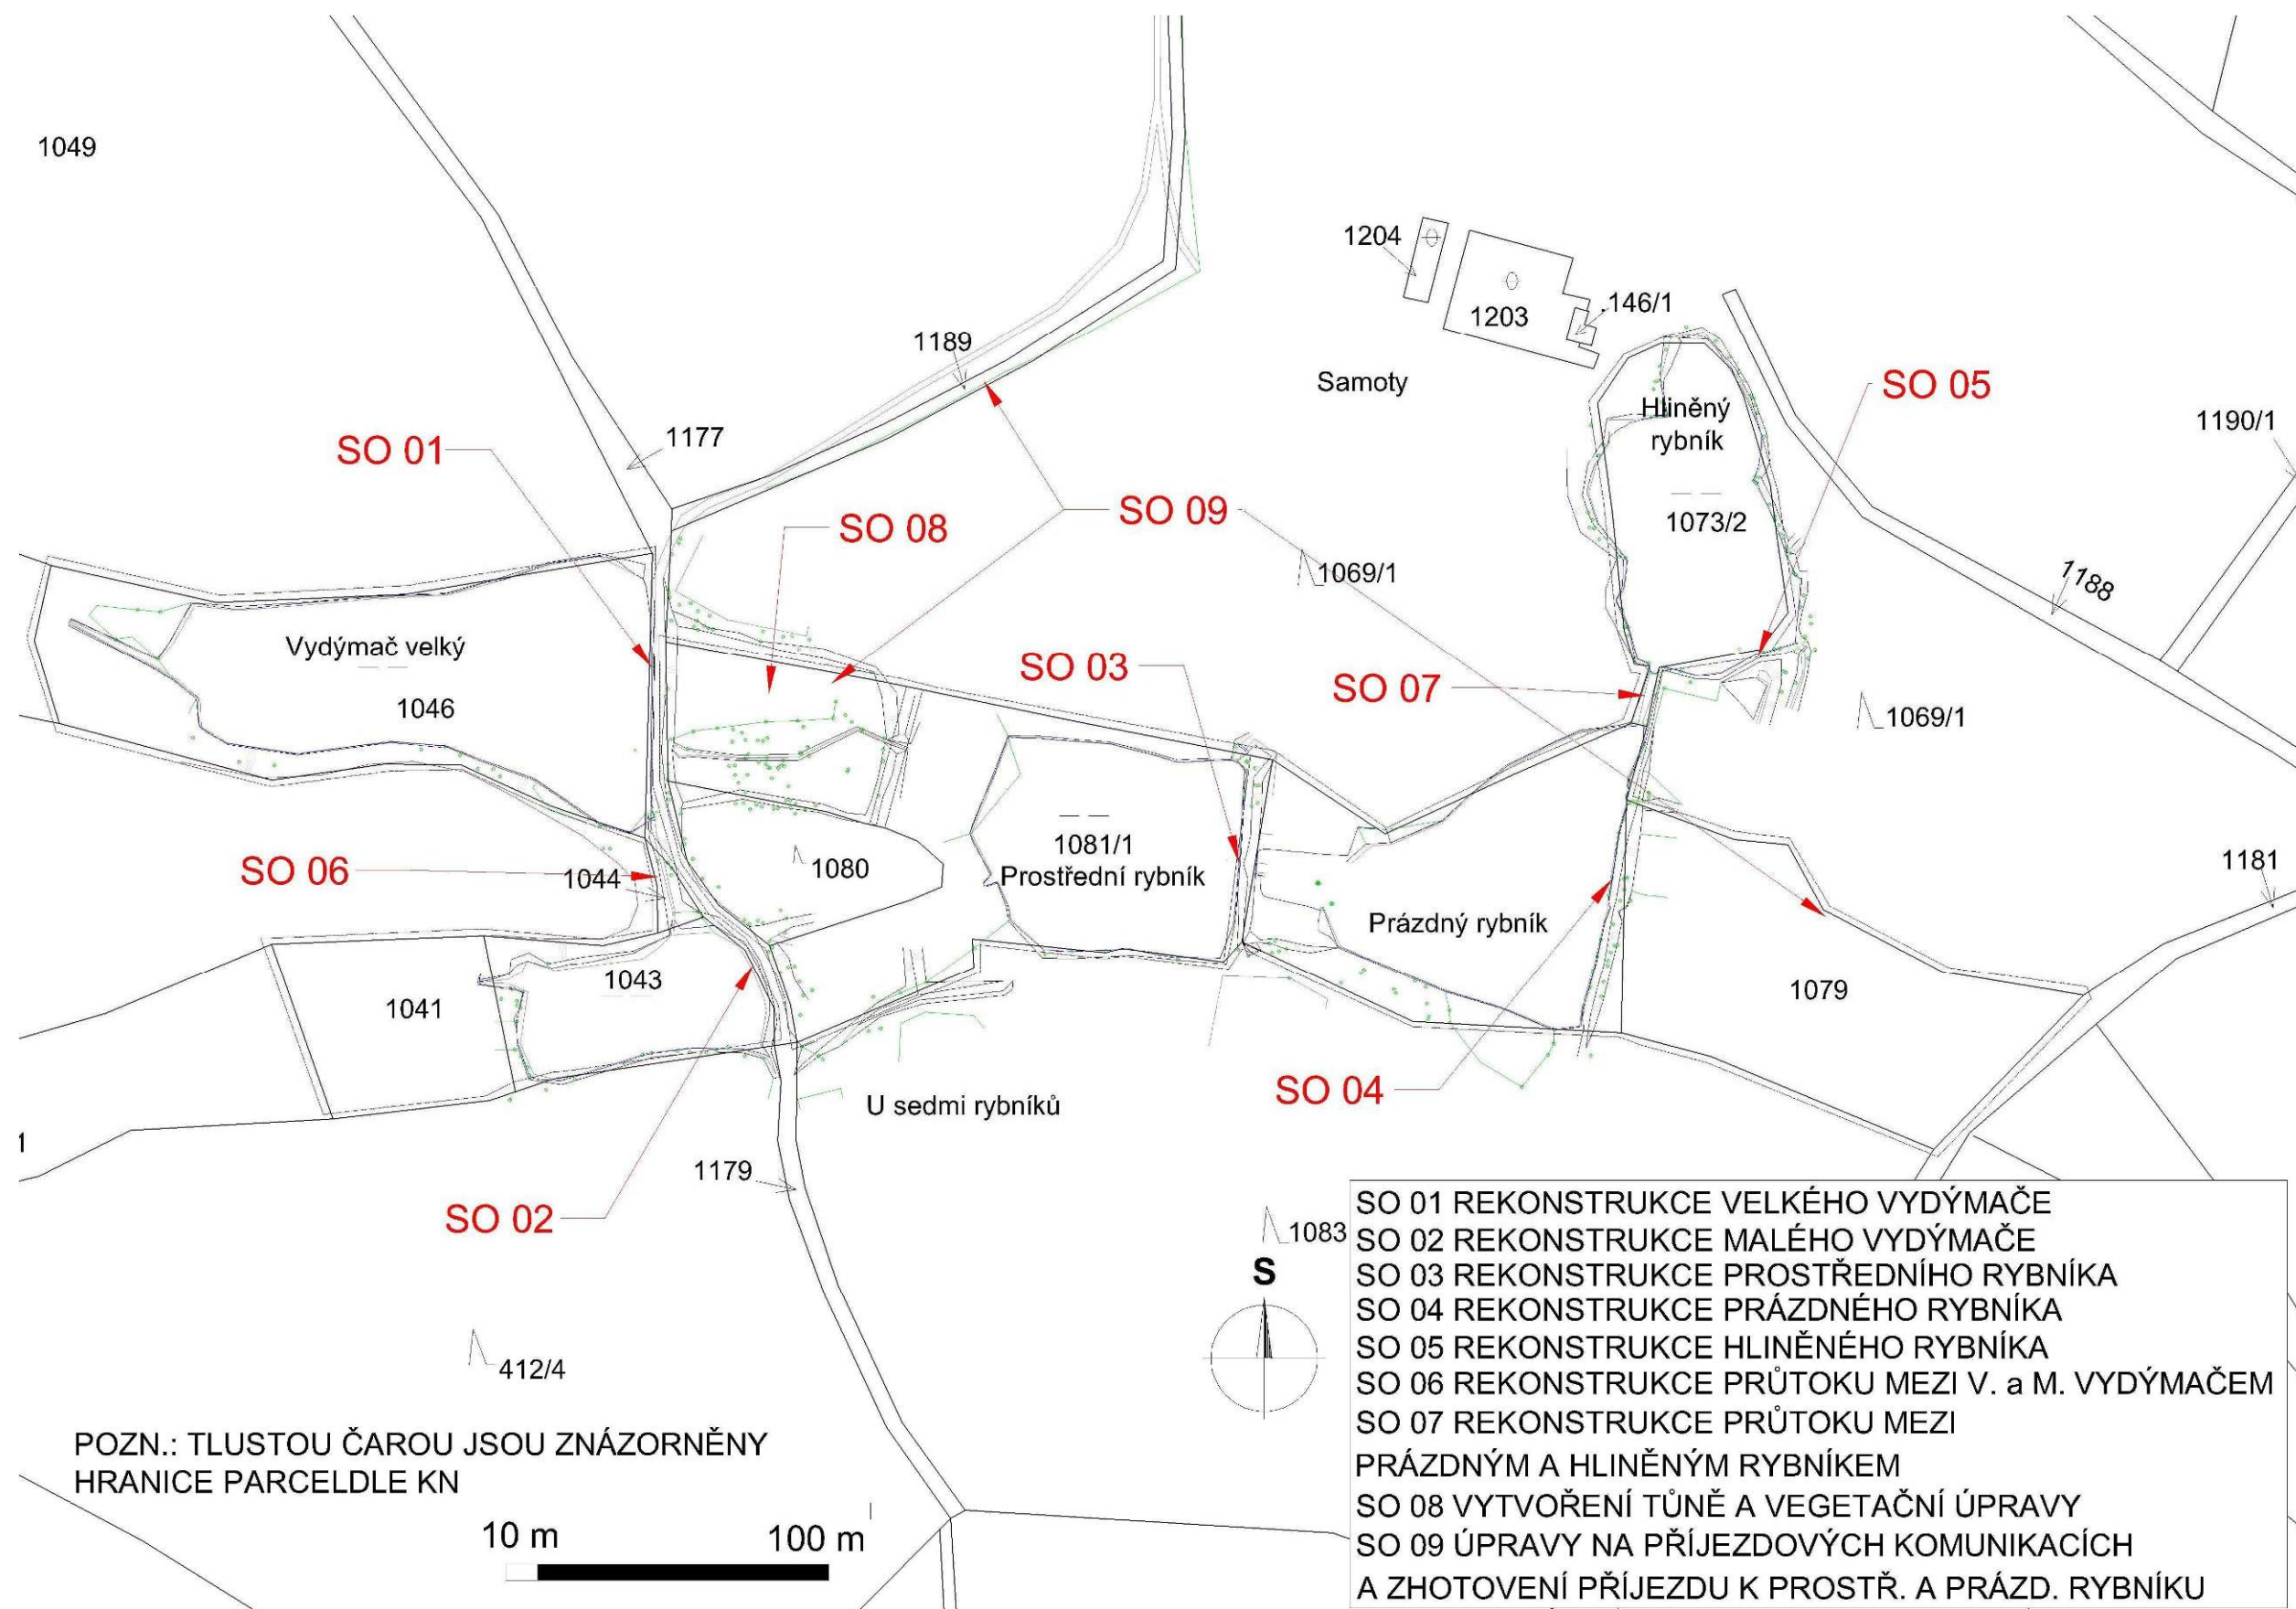 1049
1204
1203
.146/1
1189
Samoty
Hliněný
rybník
SO 05
1190/1
1177
SO 01
SO 09
SO 08
1073/2
1069/1
1188
Vydýmač velký
SO 03
SO 07
1046
1069/1
1081/1
Prostřední rybník
1080
SO 06
1044
1181
Prázdný rybník
1043
1041
1079
SO 04
U sedmi rybníků
1
1179
SO 02
1083
S
412/4
SO 01 REKONSTRUKCE VELKÉHO VYDÝMAČE
SO 02 REKONSTRUKCE MALÉHO VYDÝMAČE
SO 03 REKONSTRUKCE PROSTŘEDNÍHO RYBNÍKA
SO 04 REKONSTRUKCE PRÁZDNÉHO RYBNÍKA
SO 05 REKONSTRUKCE HLINĚNÉHO RYBNÍKA
SO 06 REKONSTRUKCE PRŮTOKU MEZI V. a M. VYDÝMAČEM
SO 07 REKONSTRUKCE PRŮTOKU MEZI
PRÁZDNÝM A HLINĚNÝM RYBNÍKEM
SO 08 VYTVOŘENÍ TŮNĚ A VEGETAČNÍ ÚPRAVY
SO 09 ÚPRAVY NA PŘÍJEZDOVÝCH KOMUNIKACÍCH
A ZHOTOVENÍ PŘÍJEZDU K PROSTŘ. A PRÁZD. RYBNÍKU
POZN.: TLUSTOU ČAROU JSOU ZNÁZORNĚNY
HRANICE PARCELDLE KN
10 m 100 m